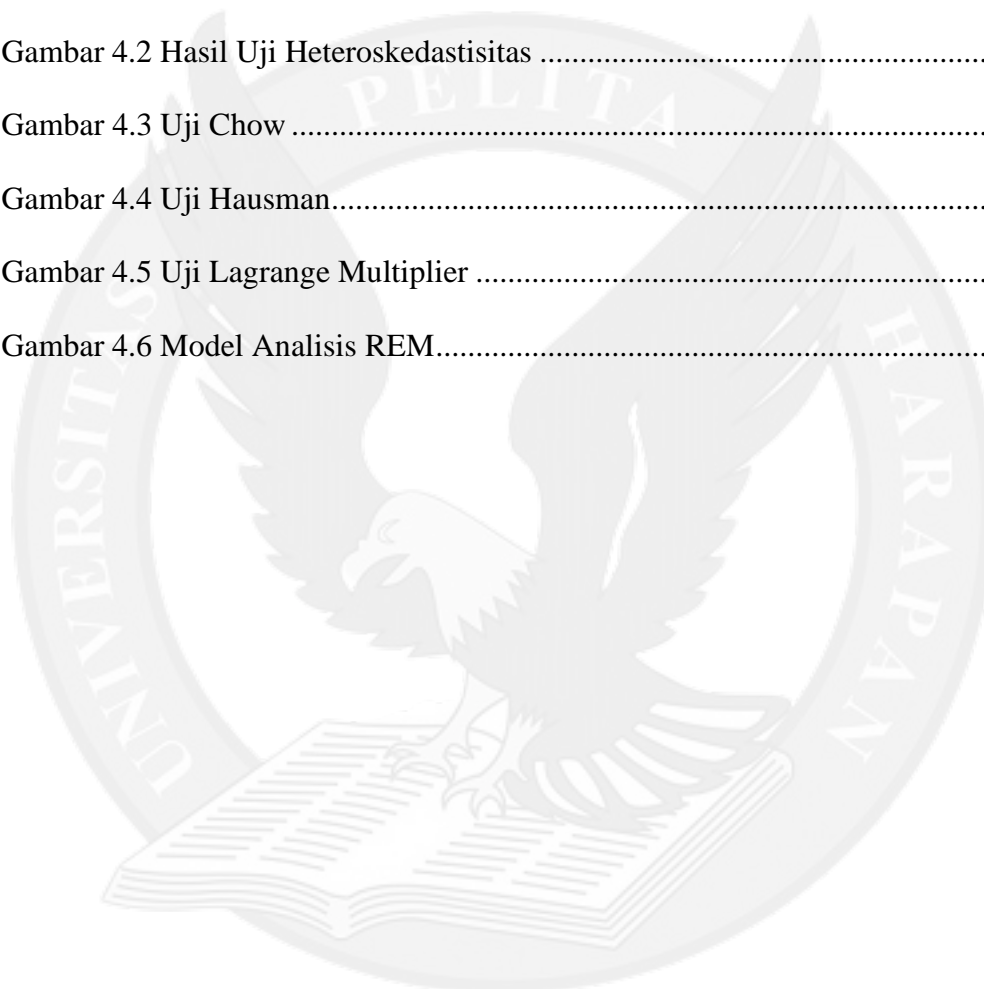 Gambar 4.2 Hasil Uji Heteroskedastisitas ................................................
Gambar 4.3 Uji Chow ..........................................................................
Gambar 4.4 Uji Hausman......................................................................
Gambar 4.5 Uji Lagrange Multiplier .......................................................
Gambar 4.6 Model Analisis REM..........................................................
UNIVERSITAS PELITA HARAPAN